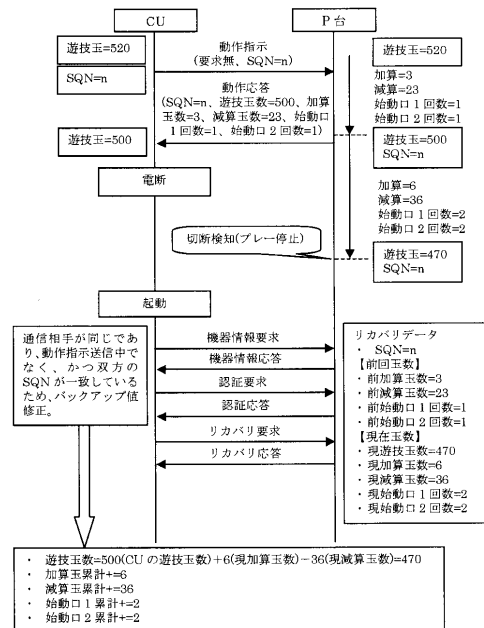 CU
P台
遊技玉=520
SQN=n
動作指示
(要求無、SQN=n)
遊技玉=520
加算=3
減算=23
始動口1回数=1
始動口2回数=1
動作応答
(SQN=n、遊技玉数=500、加算
玉数=3、減算玉数=23、始動口
1回数=1、始動口2回数=1)
遊技玉=500
遊技玉=500
SQN=n
電断
加算=6
減算=36
始動口1回数=2
始動口2回数=2
切断検知(プレー停止)
遊技玉=470
SQN=n
起動
通信相手が同じであ
り、動作指示送信中で
なく、かつ双方の
SQNが一致している
ため、バックアップ値
修正。
機器情報要求
機器情報応答
認証要求
認証応答
リカバリ要求
リカバリ応答
リカバリデータ
・ SQN=n
【前回玉数】
・前加算玉数=3
・前減算玉数=23
・前始動口1回数=1
・前始動口2回数=1
【現在玉数】
・現遊技玉数=470
・現加算玉数=6
・現減算玉数=36
・現始動口1回数=2
・現始動口2回数=2
・ 遊技玉数=500(CUの遊技玉数)+6(現加算玉数)-36(現減算玉数)=470
・ 加算玉累計+=6
・ 減算玉累計+=36
・ 始動口1累計+=2
・ 始動口2累計+=2